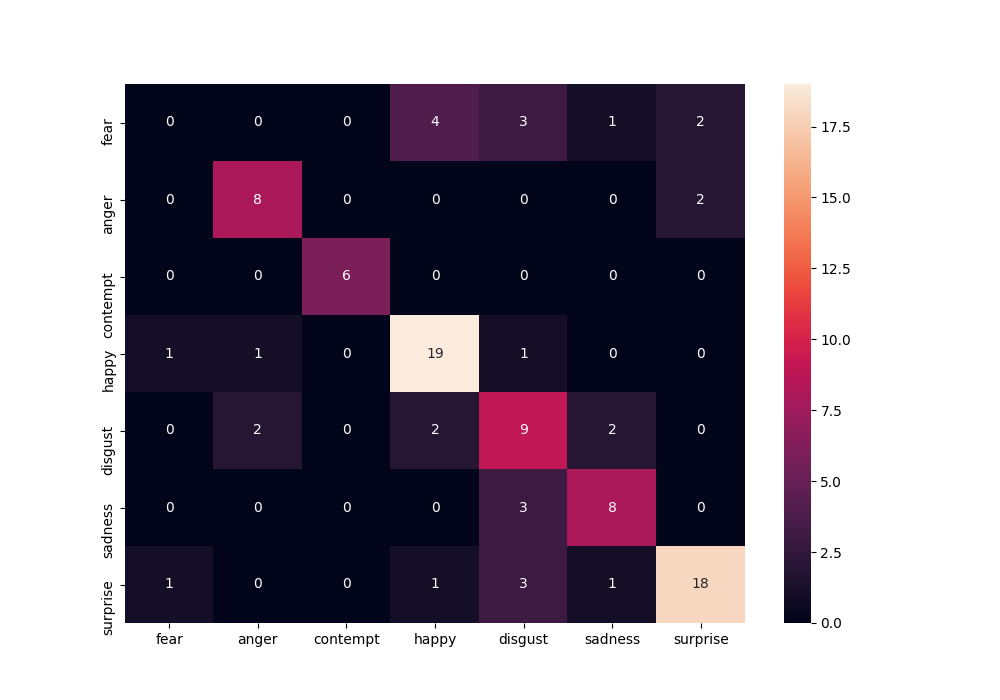 fear 0 0 0 4 3 1 2
anger 0 8 0 0 0 0 2
contempt 0 0 6 0 0 0 0
happy 1 1 0 19 1 0 0
disgust 0 2 0 2 9 2 0
sadness 0 0 0 0 3 8 0
surprise 1 0 0 1 3 1 18
fear anger contempt happy disgust sadness surprise
17.5
15.0
12.5
10.0
7.5
5.0
2.5
0.0